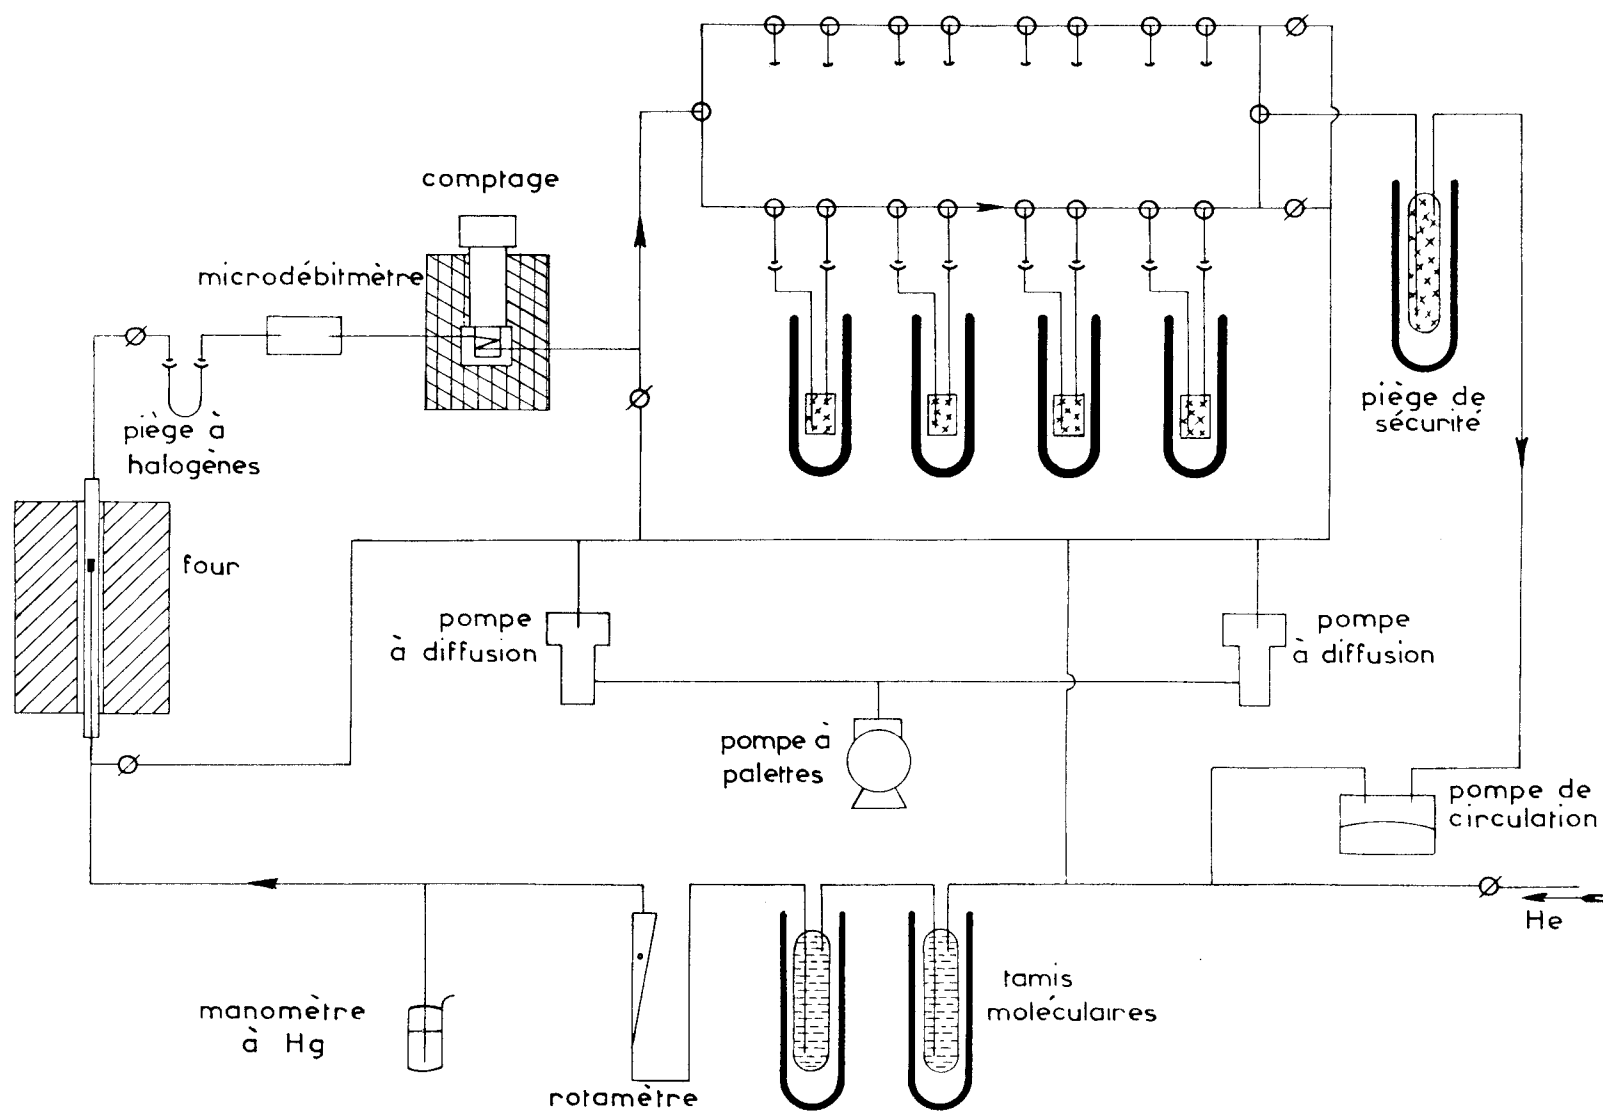 comptage
microdébitmètre
piège à
halogènes
piège de
sécurité
four
pompe
à diffusion
pompe
à diffusion
pompe à
palettes
pompe de
circulation
He
tamis
moléculaires
manomètre
à Hg
rotamètre